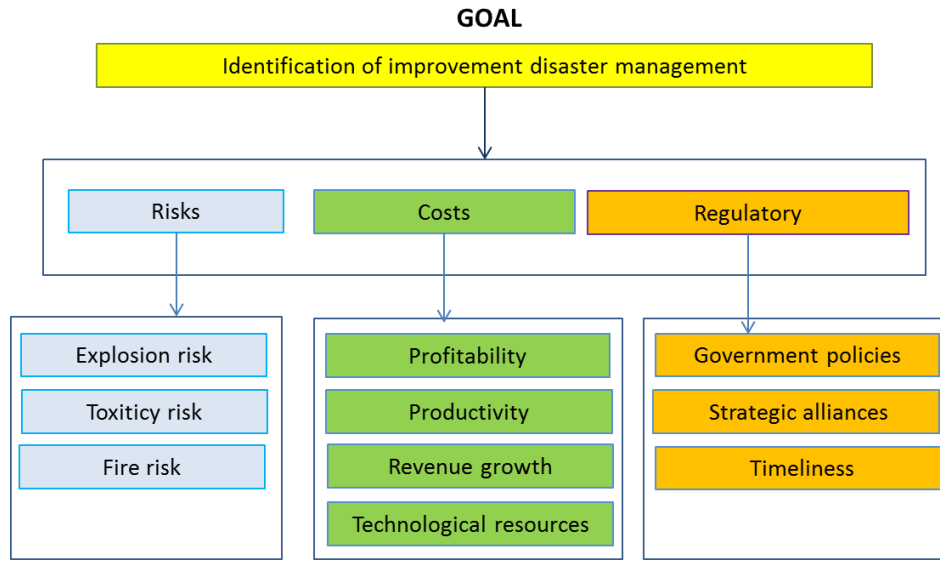 GOAL
Identification of improvement disaster management
Risks
Costs
Regulatory
Explosion risk
Toxiticy risk
Fire risk
Profitability
Productivity
Revenue growth
Technological resources
Government policies
Strategic alliances
Timeliness